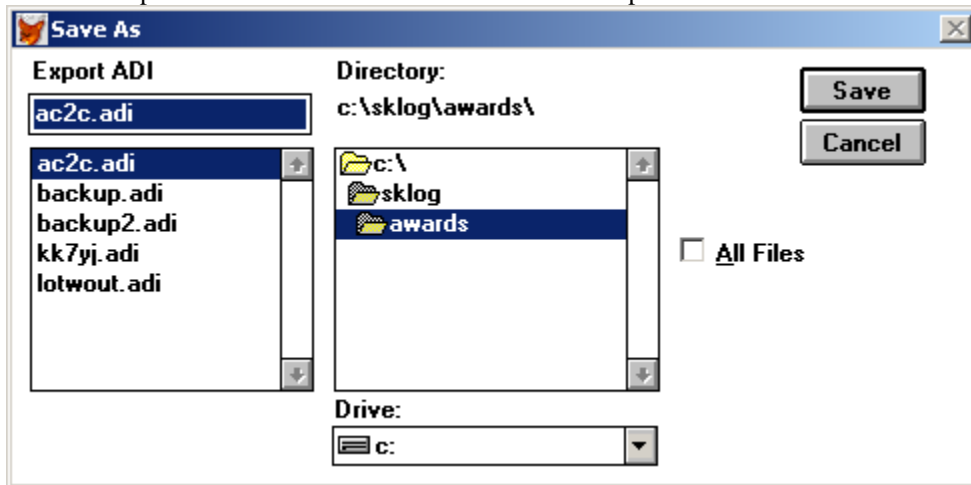 Save As
Export ADI
ac2c.adi
ac2c.adi
backup.adi
backup2.adi
kk7yj.adi
lotwout.adi
Directory:
c:\sklog\awards\
c:\
sklog
awards
Drive:
c:
Save
Cancel
All Files